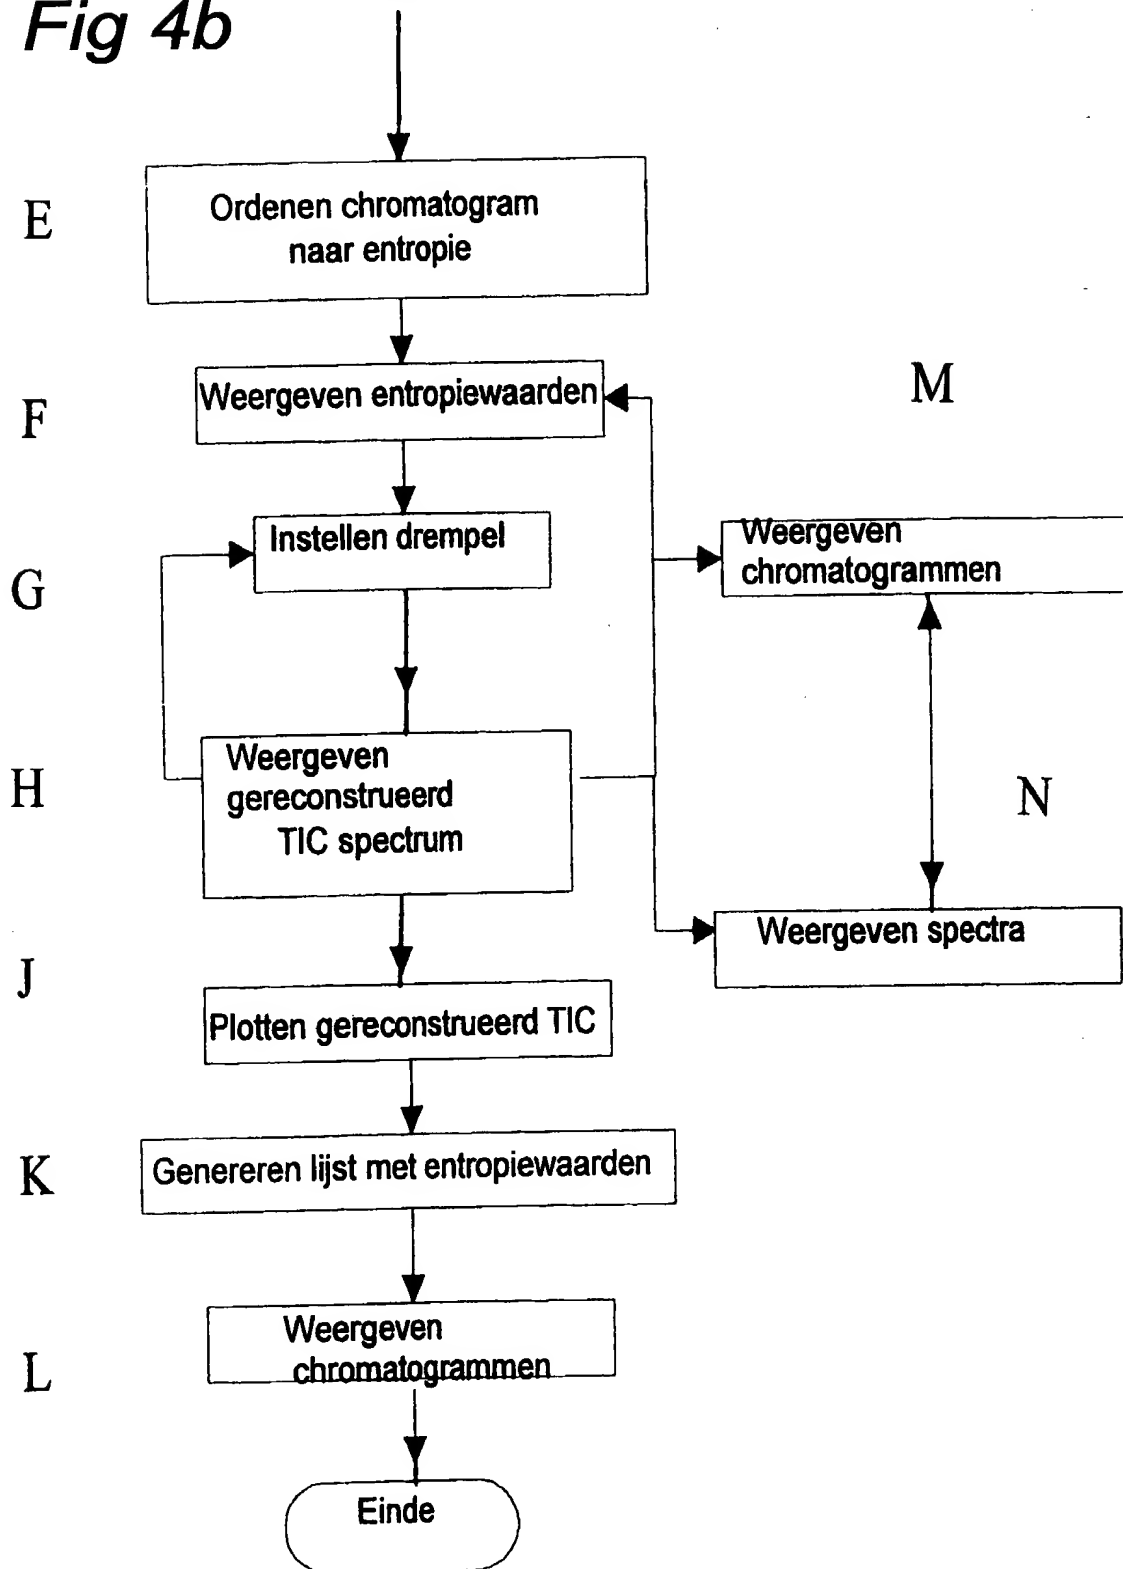 Fig 4b
E
Ordenen chromatogram
naar entropie
F
Weergeven entropiewaarden
M
G
Instellen drempel
Weergeven
chromatogrammen
H
Weergeven
gereconstrueerd
TIC spectrum
N
Weergeven spectra
J
Plotten gereconstrueerd TIC
K
Genereren lijst met entropiewaarden
L
Weergeven
chromatogrammen
Einde